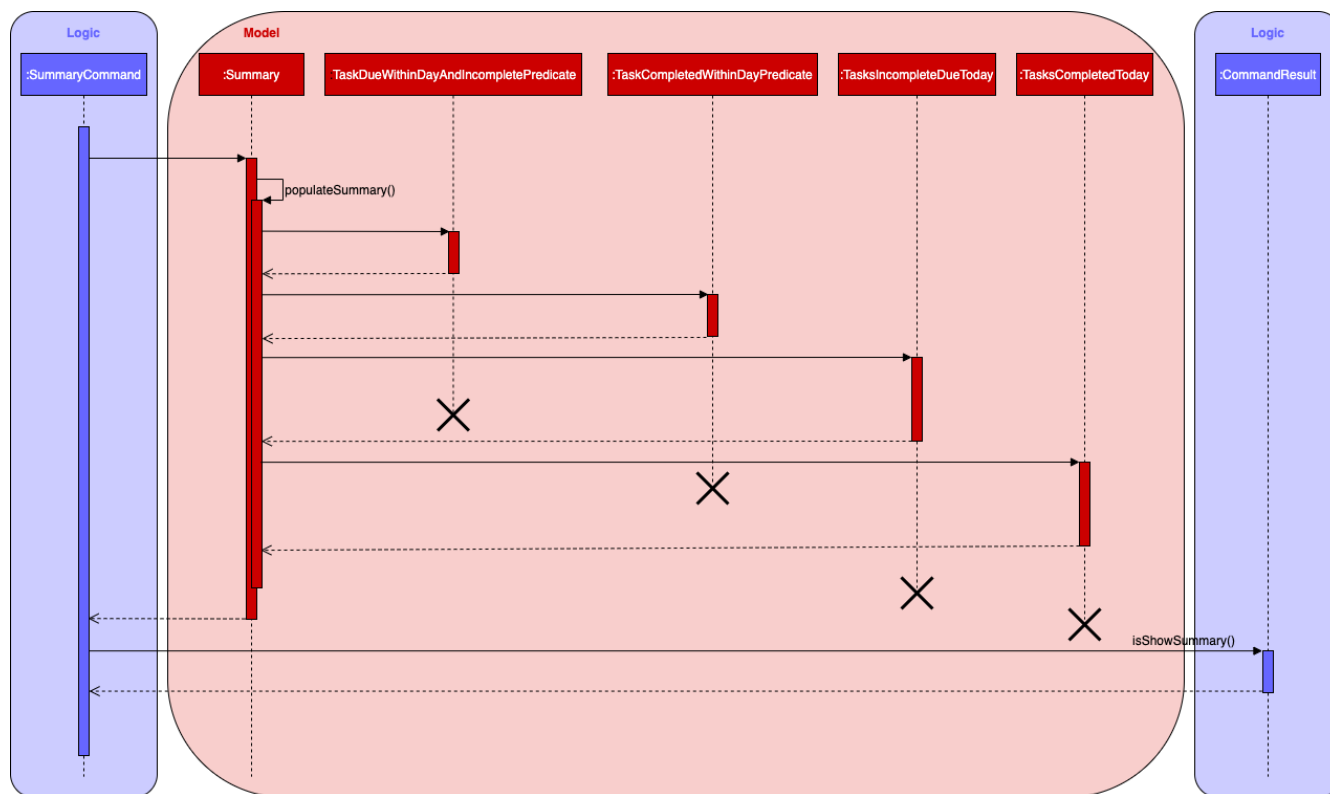 Logic
Model
Logic
:SummaryCommand
:Summary
:TaskDueWithinDayAndIncompletePredicate
:TaskCompletedWithinDayPredicate
:TasksIncompleteDueToday
:TasksCompletedToday
:CommandResult
populateSummary()
isShowSummary()